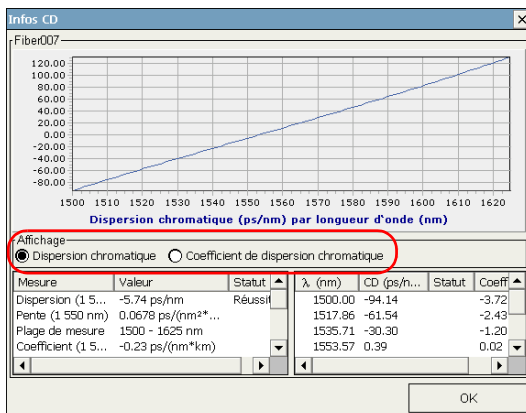 Infos CD
Fiber007
120.00
100.00
80.00
60.00
40.00
20.00
0.00
-20.00
-40.00
-60.00
-80.00
1500 1510 1520 1530 1540 1550 1560 1570 1580 1590 1600 1610 1620
Dispersion chromatique (ps/nm) par longueur d'onde (nm)
Affichage
Dispersion chromatique Coefficient de dispersion chromatique
Mesure Valeur Statut
Dispersion (1 5... -5.74 ps/nm Réussit
Pente (1 550 nm) 0.0678 ps/(nm²*...
Plage de mesure 1500 - 1625 nm
Coefficient (1 5... -0.23 ps/(nm*km)
λ (nm) CD (ps/n... Statut Coeff
1500.00 -94.14 -3.72
1517.86 -61.54 -2.43
1535.71 -30.30 -1.20
1553.57 0.39 0.02
OK